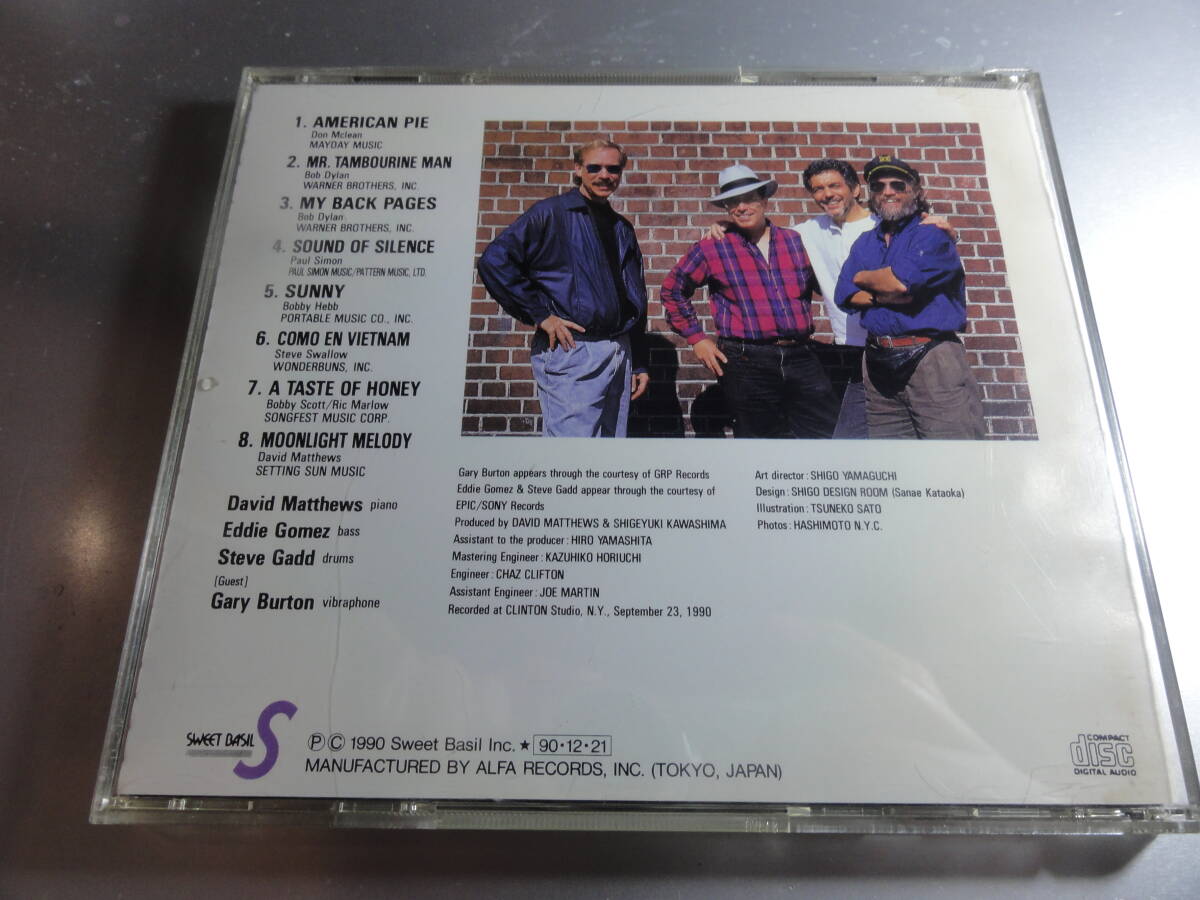 1. AMERICAN PIE
Don Mclean
MAYDAY MUSIC
2. MR. TAMBOURINE MAN
Bob Dylan
WARNER BROTHERS, INC.
3. MY BACK PAGES
Bob Dylan
WARNER BROTHERS, INC.
4. SOUND OF SILENCE
Paul Simon
PAUL SIMON MUSIC/PATTERN MUSIC, LTD.
5. SUNNY
Bobby Hebb
PORTABLE MUSIC CO., INC.
6. COMO EN VIETNAM
Steve Swallow
WONDERBUNS, INC.
7. A TASTE OF HONEY
Bobby Scott/Ric Marlow
SONGFEST MUSIC CORP.
8. MOONLIGHT MELODY
David Matthews
SETTING SUN MUSIC
David Matthews piano
Eddie Gomez bass
Steve Gadd drums
[Guest]
Gary Burton vibraphone
Gary Burton appears through the courtesy of GRP Records
Eddie Gomez & Steve Gadd appear through the courtesy of
EPIC/SONY Records
Produced by DAVID MATTHEWS & SHIGEYUKI KAWASHIMA
Assistant to the producer: HIRO YAMASHITA
Mastering Engineer: KAZUHIKO HORIUCHI
Engineer: CHAZ CLIFTON
Assistant Engineer: JOE MARTIN
Recorded at CLINTON Studio, N.Y., September 23, 1990
Art director: SHIGO YAMAGUCHI
Design: SHIGO DESIGN ROOM (Sanae Kataoka)
Illustration: TSUNEKO SATO
Photos: HASHIMOTO N.Y.C.
SWEET BASIL S
Ⓟ© 1990 Sweet Basil Inc. ★ 90・12・21
MANUFACTURED BY ALFA RECORDS, INC. (TOKYO, JAPAN)
COMPACT
disc
DIGITAL AUDIO